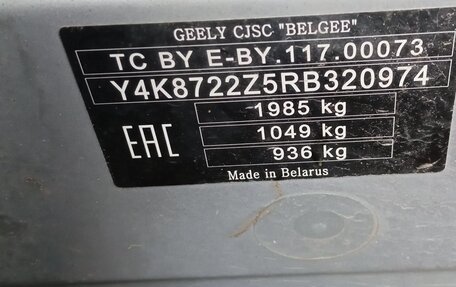 GEELY CJSC "BELGEE"
TC BY E-BY.117.00073
Y4K8722Z5RB320974
1985 kg
EAC 1049 kg
936 kg
Made in Belarus